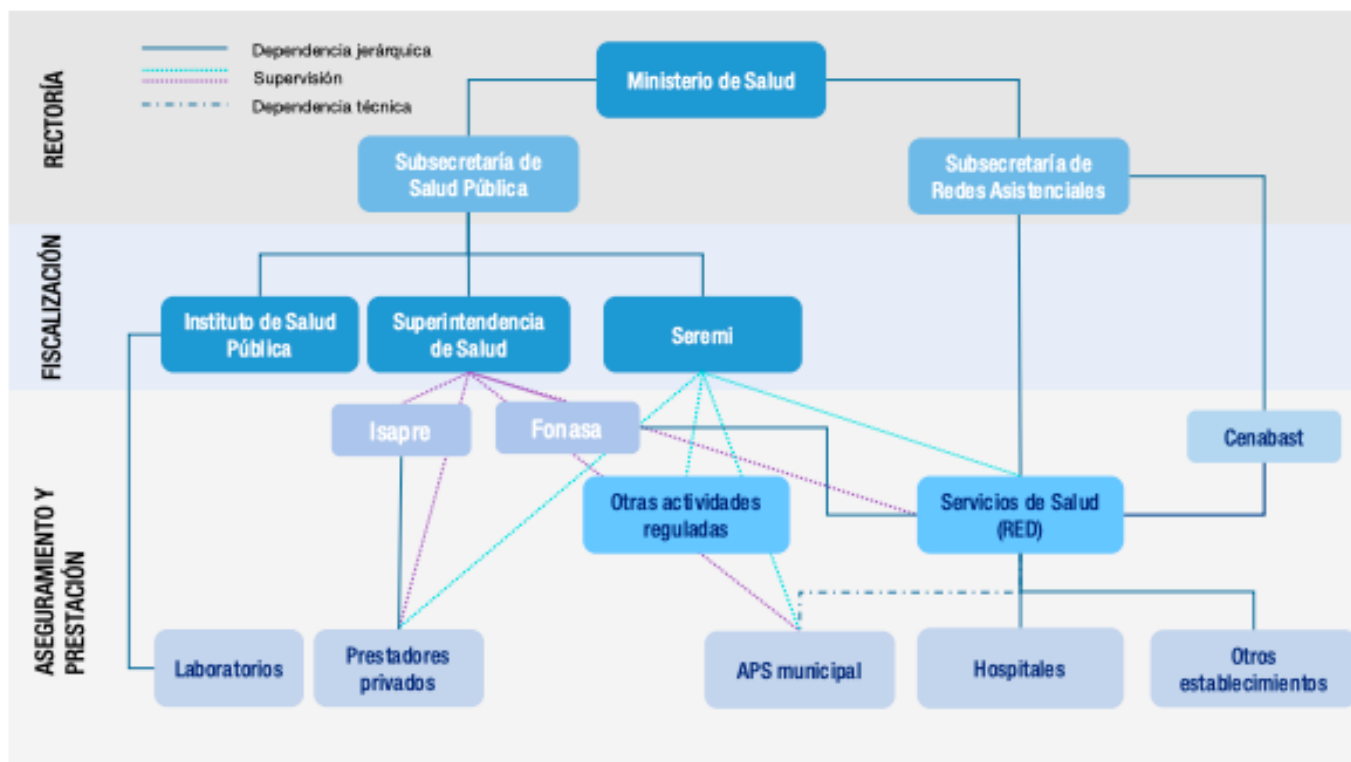 RECTORÍA
Dependencia jerárquica
Supervisión
Dependencia técnica
Ministerio de Salud
Subsecretaría de
Salud Pública
Subsecretaría de
Redes Asistenciales
FISCALIZACIÓN
Instituto de Salud
Pública
Superintendencia
de Salud
Seremi
ASEGURAMIENTO Y
PRESTACIÓN
Isapre
Fonasa
Cenabast
Otras actividades
reguladas
Servicios de Salud
(RED)
Laboratorios
Prestadores
privados
APS municipal
Hospitales
Otros
establecimientos